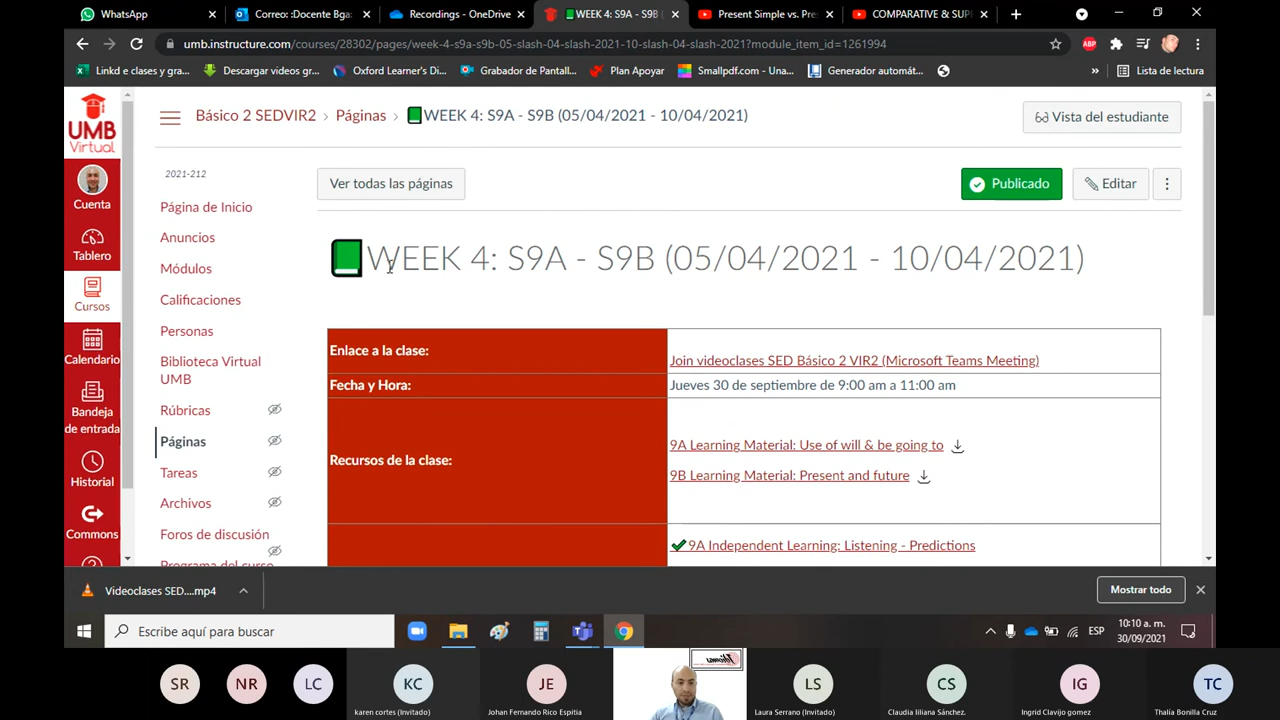 WhatsApp
Correo: :Docente Bga:
Recordings - OneDrive
WEEK 4: S9A - S9B (
Present Simple vs. Pre
COMPARATIVE & SUP
umb.instructure.com/courses/28302/pages/week-4-s9a-s9b-05-slash-04-slash-2021-10-slash-04-slash-2021?module_item_id=1261994
ABP
Linkd e clases y gra...
Descargar videos gr...
Oxford Learner's Di...
Grabador de Pantall...
Plan Apoyar
Smallpdf.com - Una...
Generador automát...
»
Lista de lectura
UMB
Virtual
Básico 2 SEDVIR2 › Páginas › WEEK 4: S9A - S9B (05/04/2021 - 10/04/2021)
Vista del estudiante
Cuenta
Tablero
Cursos
Calendario
Bandeja
de entrada
Historial
Commons
2021-212
Página de Inicio
Anuncios
Módulos
Calificaciones
Personas
Biblioteca Virtual
UMB
Rúbricas
Páginas
Tareas
Archivos
Foros de discusión
Programa del curso
Ver todas las páginas
Publicado
Editar
WEEK 4: S9A - S9B (05/04/2021 - 10/04/2021)
Enlace a la clase:
Join videoclases SED Básico 2 VIR2 (Microsoft Teams Meeting)
Fecha y Hora:
Jueves 30 de septiembre de 9:00 am a 11:00 am
Recursos de la clase:
9A Learning Material: Use of will & be going to
9B Learning Material: Present and future
9A Independent Learning: Listening - Predictions
Videoclases SED....mp4
Mostrar todo
Escribe aquí para buscar
ESP
10:10 a. m.
30/09/2021
SR
NR
LC
KC
karen cortes (Invitado)
JE
Johan Fernando Rico Espitia
LS
Laura Serrano (Invitado)
CS
Claudia liliana Sánchez.
IG
Ingrid Clavijo gomez
TC
Thalía Bonilla Cruz